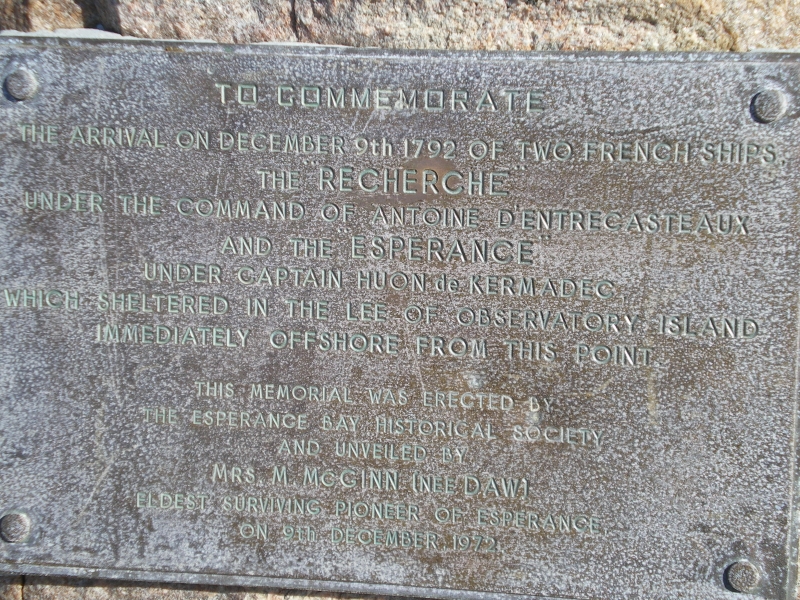 TO COMMEMORATE
THE ARRIVAL ON DECEMBER 9th 1792 OF TWO FRENCH SHIPS,
THE "RECHERCHE"
UNDER THE COMMAND OF ANTOINE D'ENTRECASTEAUX
AND THE "ESPERANCE"
UNDER CAPTAIN HUON de KERMADEC
WHICH SHELTERED IN THE LEE OF OBSERVATORY ISLAND
IMMEDIATELY OFFSHORE FROM THIS POINT.
THIS MEMORIAL WAS ERECTED BY
THE ESPERANCE BAY HISTORICAL SOCIETY
AND UNVEILED BY
MRS. M. McGINN. (NEE DAW).
ELDEST SURVIVING PIONEER OF ESPERANCE,
ON 9th DECEMBER 1972.